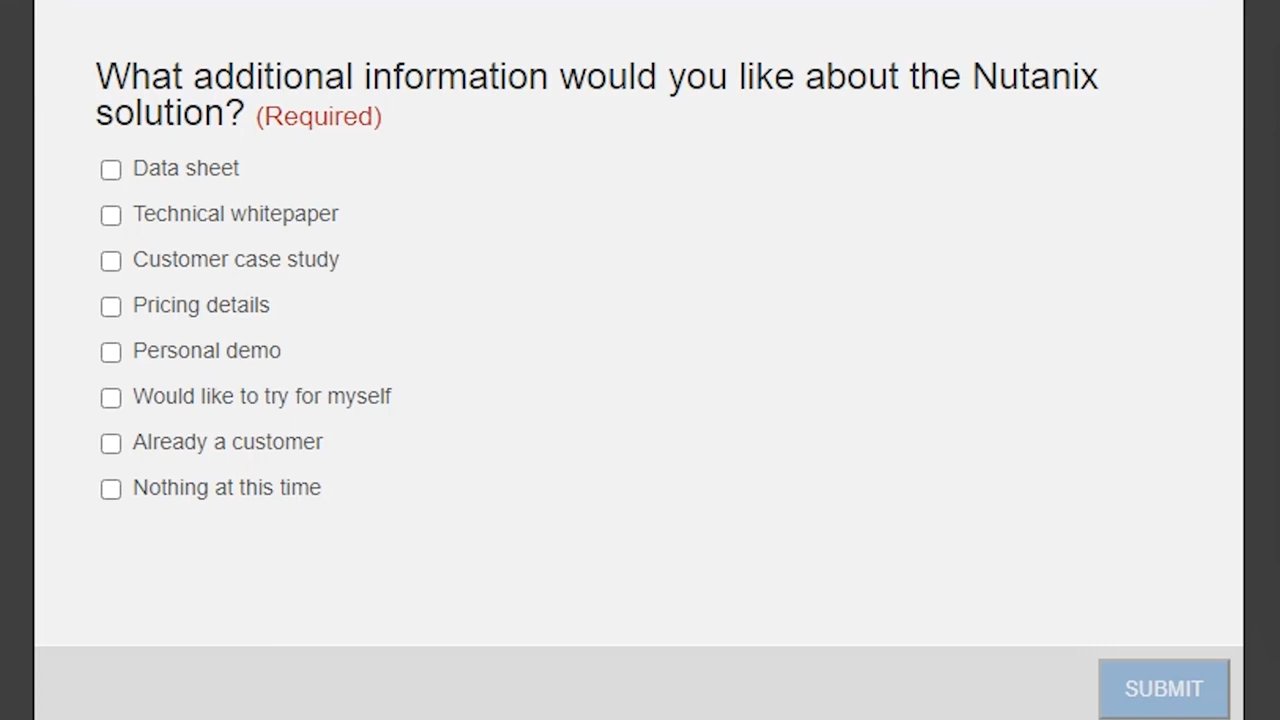 What additional information would you like about the Nutanix
solution? (Required)
Data sheet
Technical whitepaper
Customer case study
Pricing details
Personal demo
Would like to try for myself
Already a customer
Nothing at this time
SUBMIT